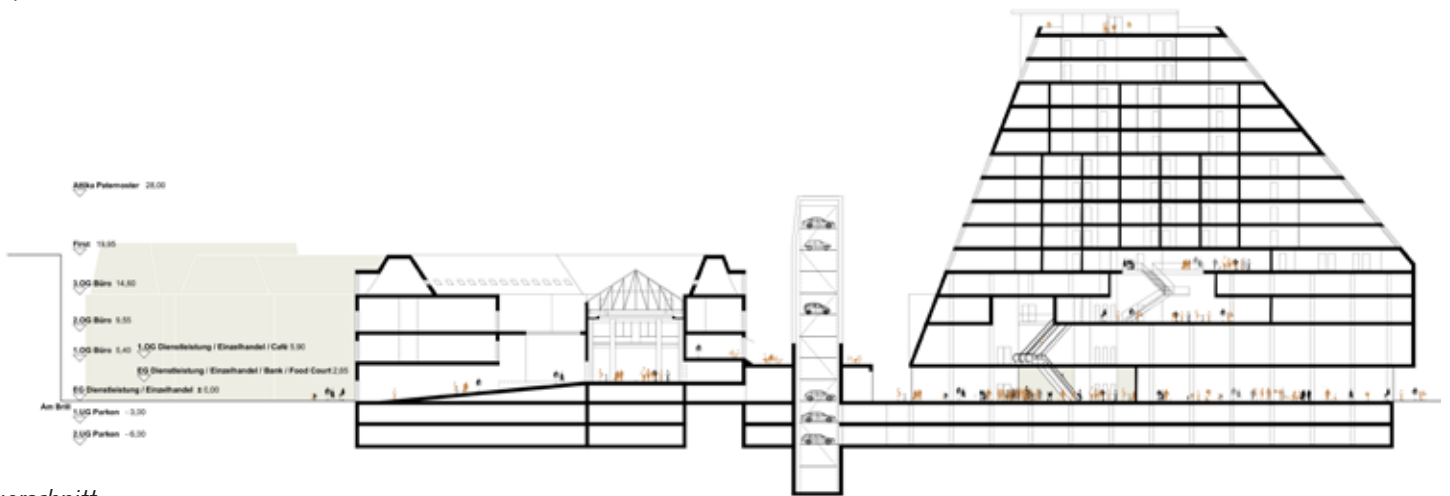 Attika Paternoster 28,00
First 19,95
3.OG Büro 14,80
2.OG Büro 9,55
1.OG Büro 5,40
1.OG Dienstleistung / Einzelhandel / Café 5,90
EG Dienstleistung / Einzelhandel / Bank / Food Court 2,65
EG Dienstleistung / Einzelhandel ± 0,00
Am Brill
1.UG Parken -3,00
2.UG Parken -6,00